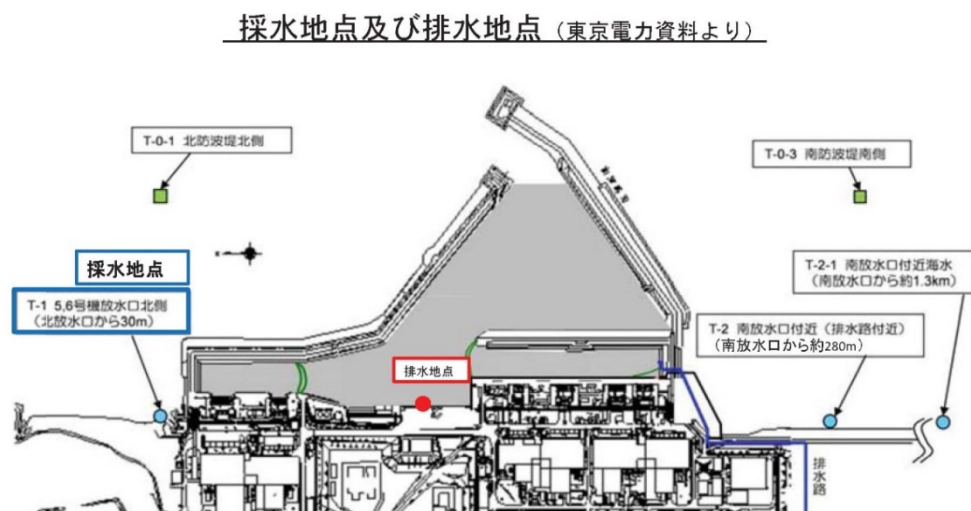 採水地点及び排水地点（東京電力資料より）
T-0-1 北防波堤北側
T-0-3 南防波堤南側
採水地点
T-1 5,6号機放水口北側
（北放水口から30m）
T-2-1 南放水口付近海水
（南放水口から約1.3km）
T-2 南放水口付近（排水路付近）
（南放水口から約280m）
排水地点
排水路